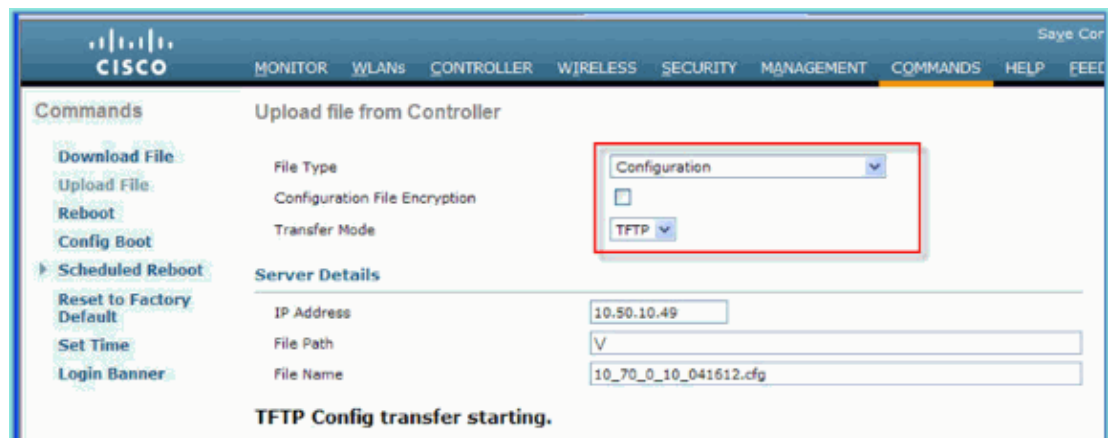 Save Cor
CISCO
MONITOR WLANs CONTROLLER WIRELESS SECURITY MANAGEMENT COMMANDS HELP FEED
Commands
Download File
Upload File
Reboot
Config Boot
Scheduled Reboot
Reset to Factory
Default
Set Time
Login Banner
Upload file from Controller
File Type Configuration
Configuration File Encryption
Transfer Mode TFTP
Server Details
IP Address 10.50.10.49
File Path \/
File Name 10_70_0_10_041612.cfg
TFTP Config transfer starting.